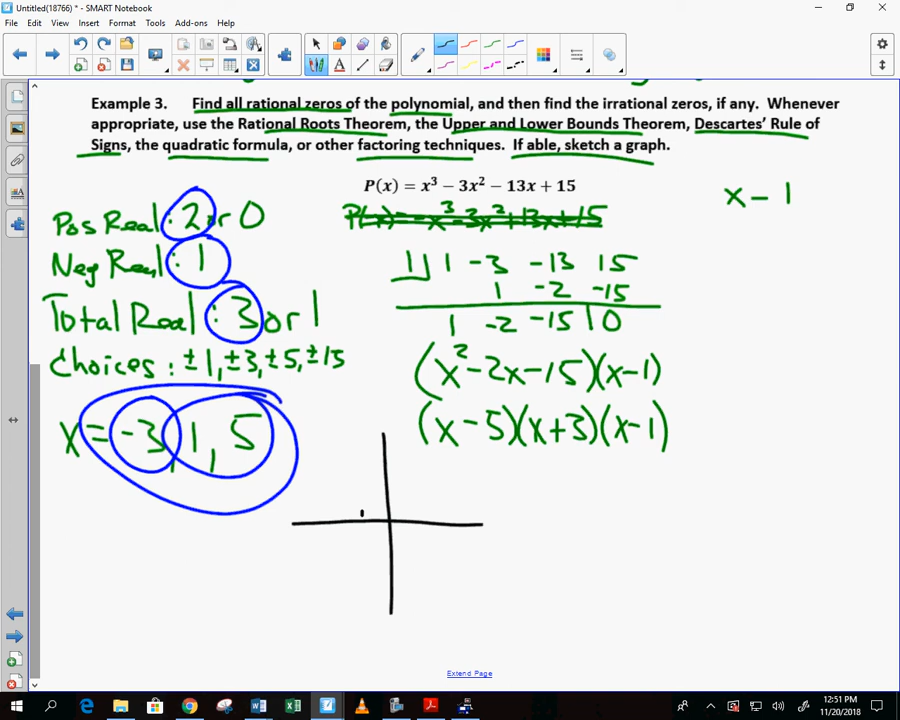 Untitled(18766) * - SMART Notebook
File Edit View Insert Format Tools Add-ons Help
Example 3. Find all rational zeros of the polynomial, and then find the irrational zeros, if any. Whenever
appropriate, use the Rational Roots Theorem, the Upper and Lower Bounds Theorem, Descartes' Rule of
Signs, the quadratic formula, or other factoring techniques. If able, sketch a graph.
P(x) = x³ − 3x² − 13x + 15
x − 1
Pos Real : 2 or 0
Neg Real : 1
Total Real : 3 or 1
Choices : ±1, ±3, ±5, ±15
x = -3, 1, 5
1 | 1 -3 -13 15
1 -2 -15
1 -2 -15 | 0
(x² - 2x - 15)(x - 1)
(x - 5)(x + 3)(x - 1)
Extend Page
12:51 PM
11/20/2018